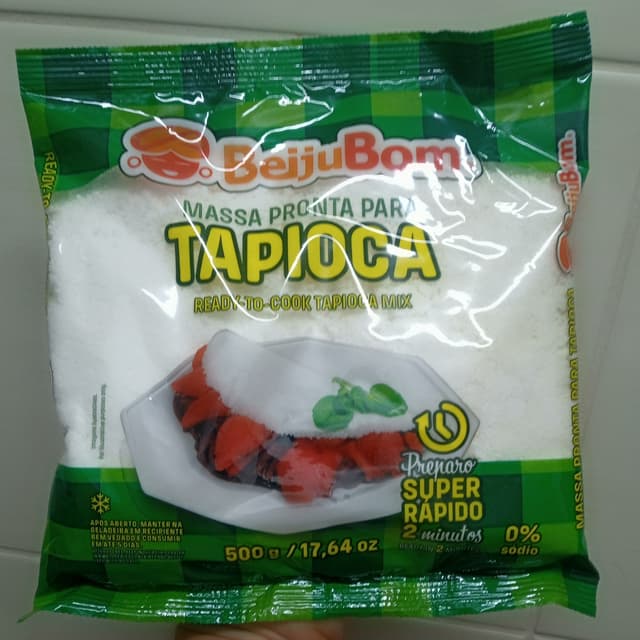 BeijuBom
MASSA PRONTA PARA
TAPIOCA
READY-TO-COOK TAPIOCA MIX
Preparo
SUPER
RÁPIDO
2 minutos
0%
sódio
APÓS ABERTO, MANTER NA
GELADEIRA EM RECIPIENTE
BEM VEDADO E CONSUMIR
EM ATÉ 5 DIAS
500 g / 17,64 oz
READY-TO
BeijuBom
MASSA PRONTA PARA TAPIOCA